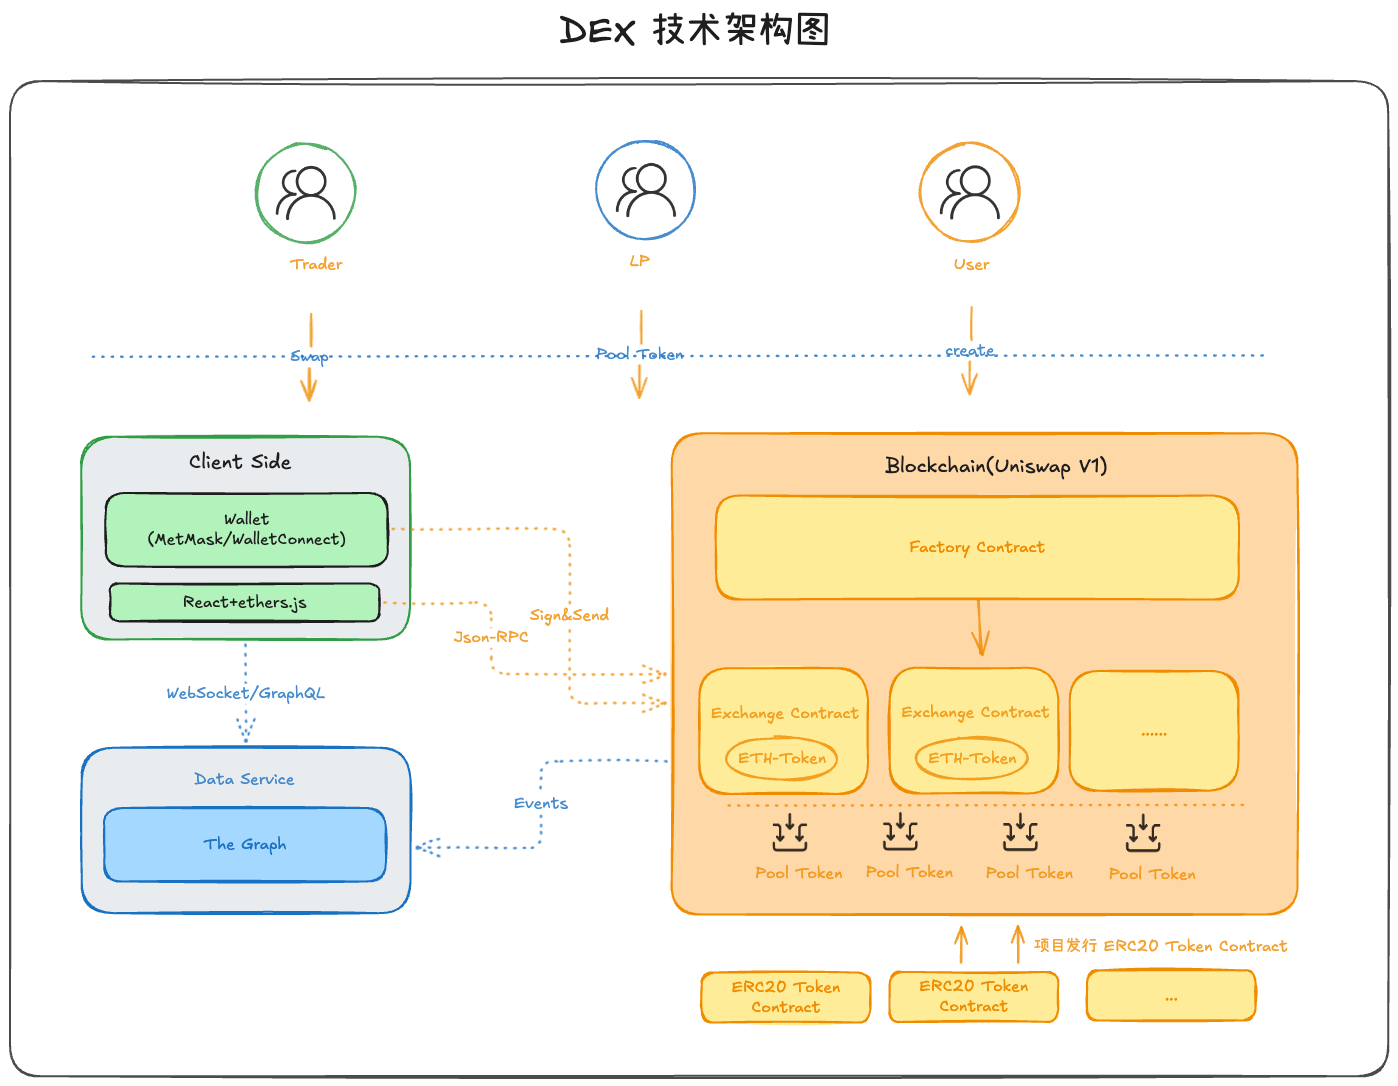 DEX 技术架构图
Trader
LP
User
Swap
Pool Token
create
Client Side
Wallet
(MetMask/WalletConnect)
React+ethers.js
Sign&Send
Json-RPC
WebSocket/GraphQL
Data Service
The Graph
Events
Blockchain(Uniswap V1)
Factory Contract
Exchange Contract
ETH-Token
Exchange Contract
ETH-Token
......
Pool Token
Pool Token
Pool Token
Pool Token
项目发行 ERC20 Token Contract
ERC20 Token
Contract
ERC20 Token
Contract
...